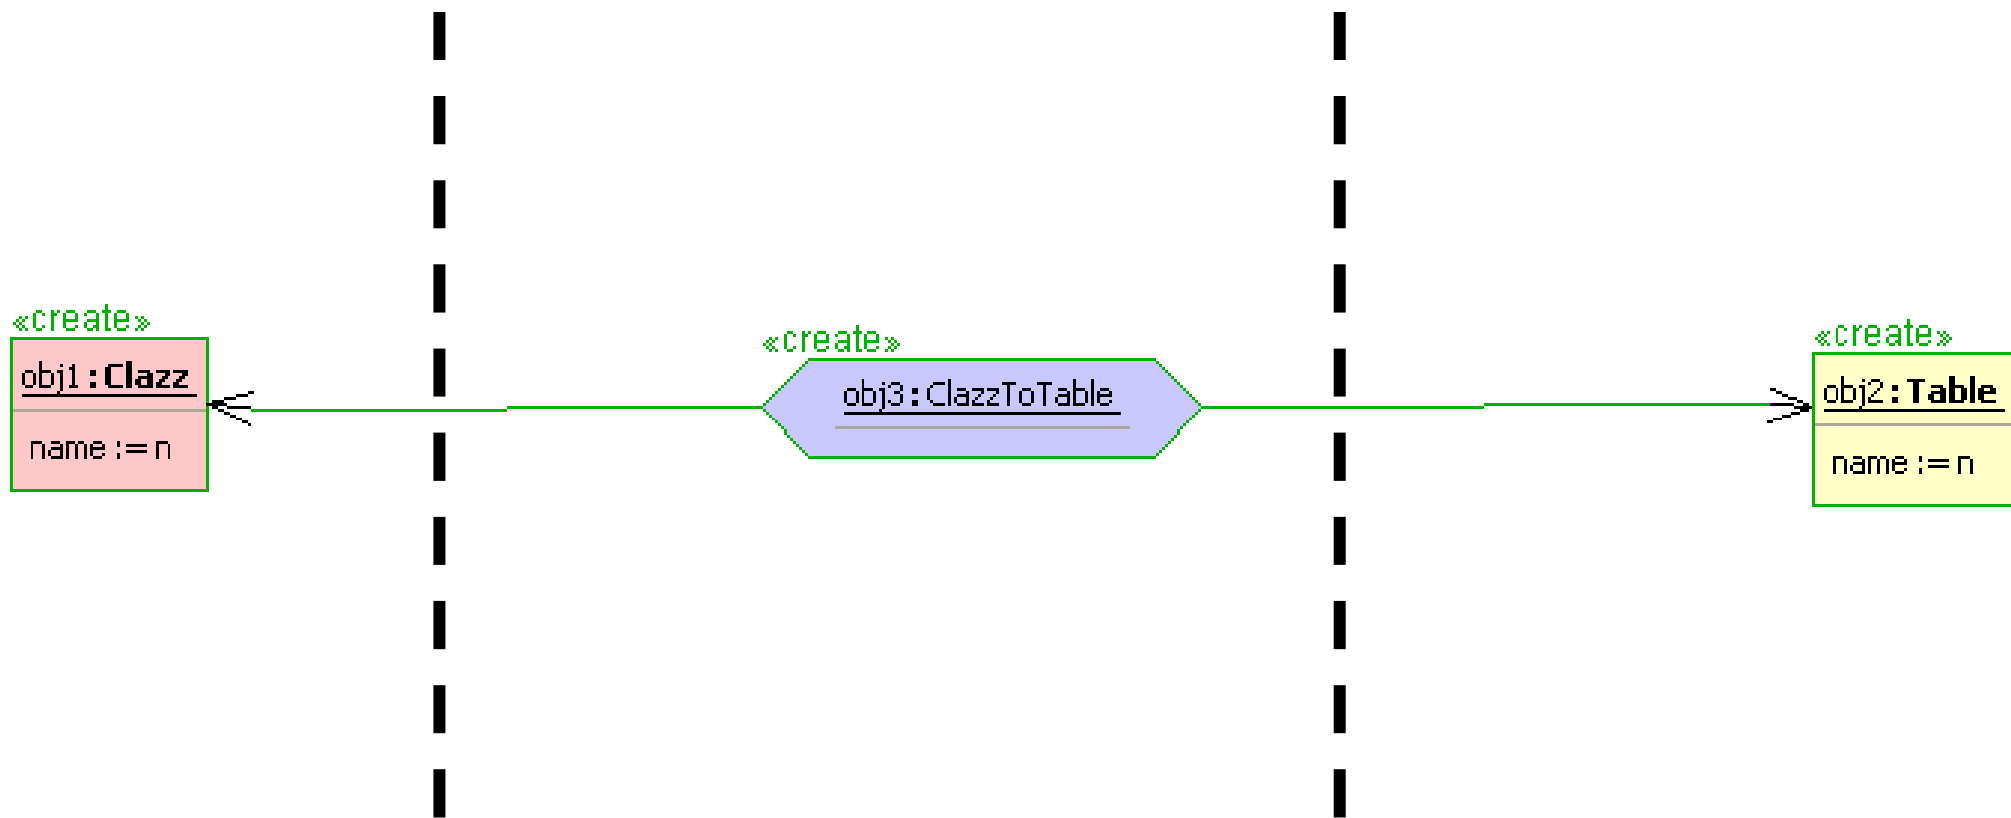 «create»
obj1 : Clazz
name := n
«create»
obj3 : ClazzToTable
«create»
obj2 : Table
name := n